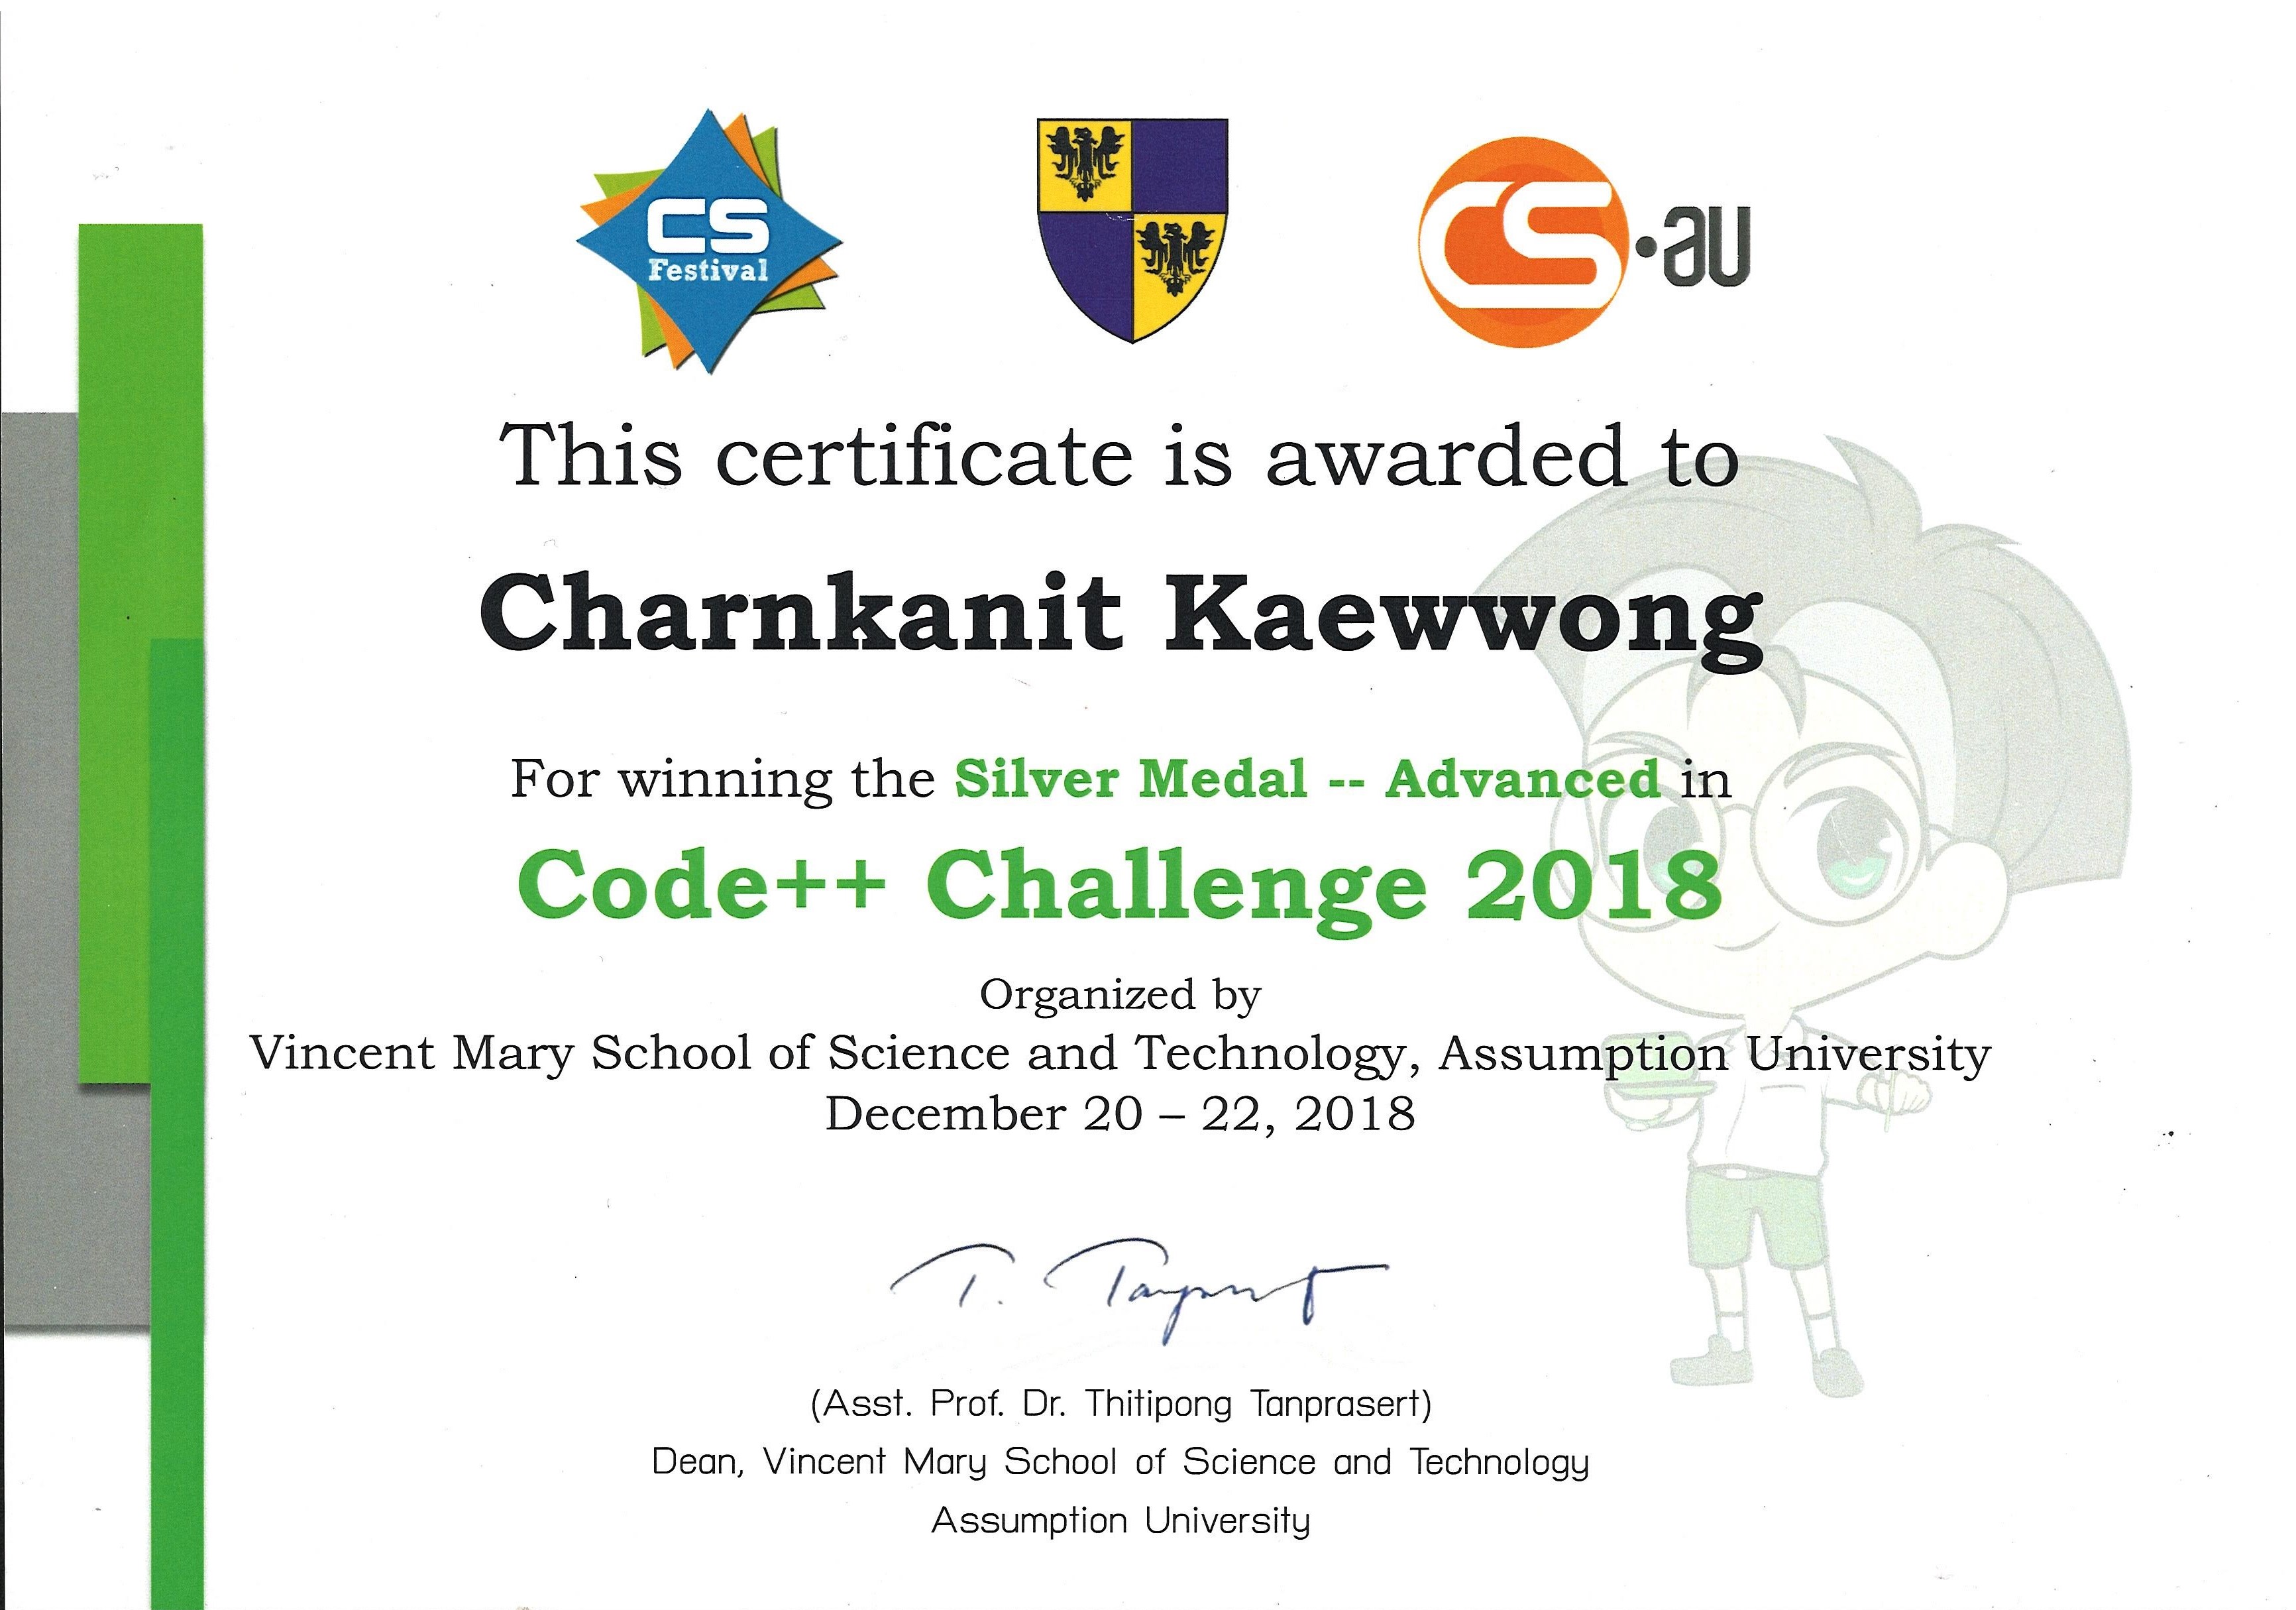 CS
Festival
CS.au
This certificate is awarded to
Charnkanit Kaewwong
For winning the Silver Medal -- Advanced in
Code++ Challenge 2018
Organized by
Vincent Mary School of Science and Technology, Assumption University
December 20 – 22, 2018
T. Tanprasert
(Asst. Prof. Dr. Thitipong Tanprasert)
Dean, Vincent Mary School of Science and Technology
Assumption University